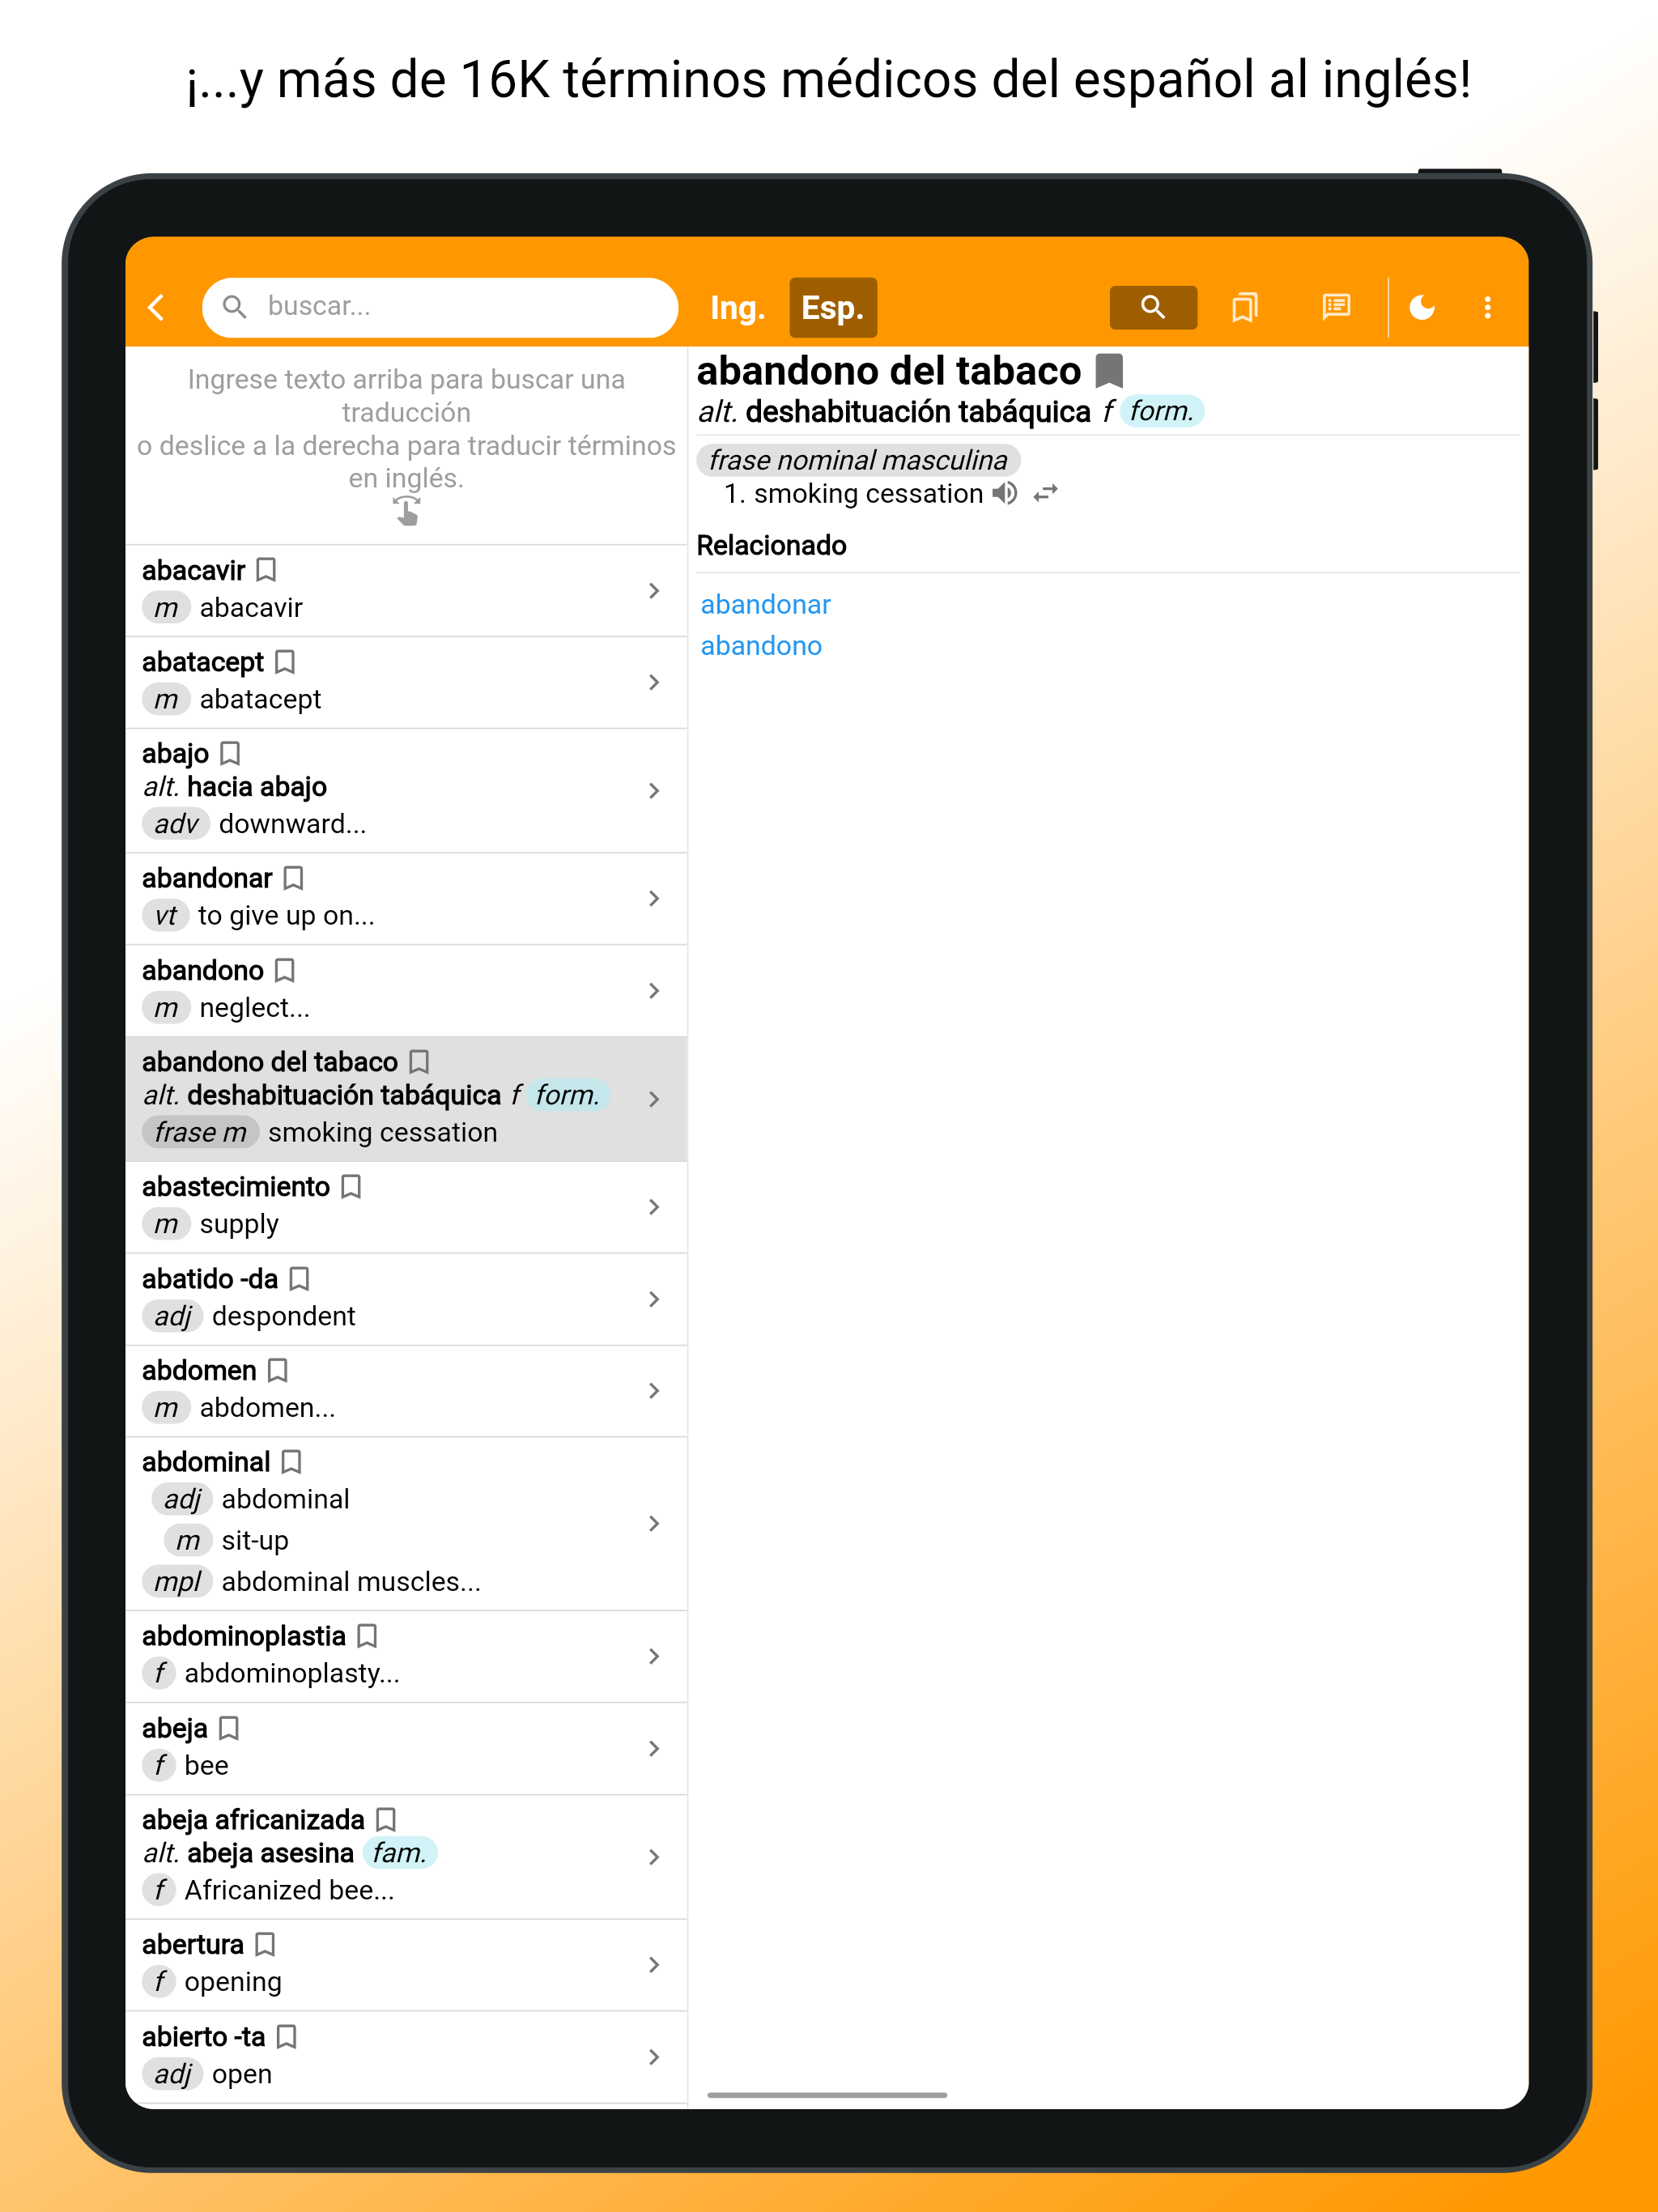 ¡...y más de 16K términos médicos del español al inglés!
buscar...
Ing.
Esp.
Ingrese texto arriba para buscar una
traducción
o deslice a la derecha para traducir términos
en inglés.
abacavir
m abacavir
abatacept
m abatacept
abajo
alt. hacia abajo
adv downward...
abandonar
vt to give up on...
abandono
m neglect...
abandono del tabaco
alt. deshabituación tabáquica f form.
frase m smoking cessation
abastecimiento
m supply
abatido -da
adj despondent
abdomen
m abdomen...
abdominal
adj abdominal
m sit-up
mpl abdominal muscles...
abdominoplastia
f abdominoplasty...
abeja
f bee
abeja africanizada
alt. abeja asesina fam.
f Africanized bee...
abertura
f opening
abierto -ta
adj open
abandono del tabaco
alt. deshabituación tabáquica f form.
frase nominal masculina
1. smoking cessation
Relacionado
abandonar
abandono